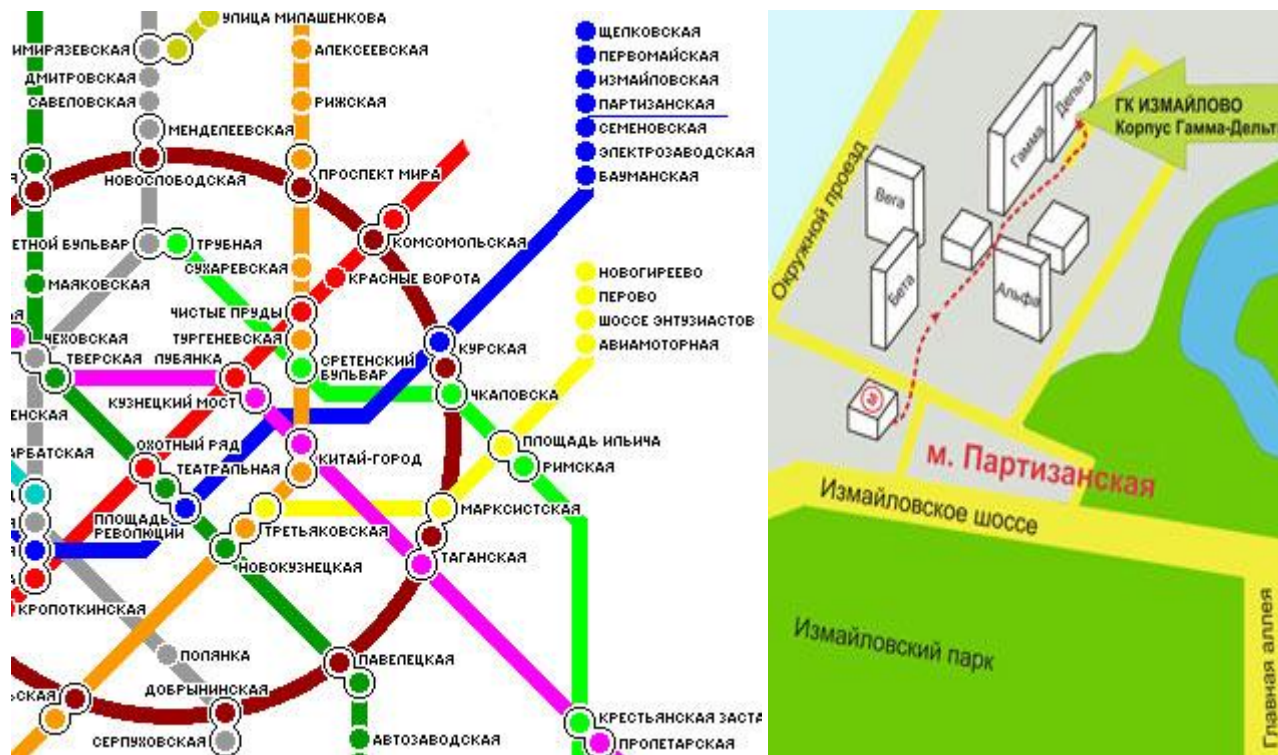 УЛИЦА МИЛАШЕНКОВА
ИМИРЯЗЕВСКАЯ
АЛЕКСЕЕВСКАЯ
ДМИТРОВСКАЯ
САВЕЛОВСКАЯ
РИЖСКАЯ
МЕНДЕЛЕЕВСКАЯ
НОВОСЛОБОДСКАЯ
ПРОСПЕКТ МИРА
ЕТНОЙ БУЛЬВАР
ТРУБНАЯ
КОМСОМОЛЬСКАЯ
СУХАРЕВСКАЯ
КРАСНЫЕ ВОРОТА
МАЯКОВСКАЯ
ЧИСТЫЕ ПРУДЫ
ЧЕХОВСКАЯ
ТУРГЕНЕВСКАЯ
КУРСКАЯ
ТВЕРСКАЯ
ЛУБЯНКА
СРЕТЕНСКИЙ
БУЛЬВАР
ЧКАЛОВСКА
КУЗНЕЦКИЙ МОСТ
ЕНСКАЯ
ОХОТНЫЙ РЯД
АРБАТСКАЯ
ТЕАТРАЛЬНАЯ
КИТАЙ-ГОРОД
ПЛОЩАДЬ ИЛЬИЧА
РИМСКАЯ
ПЛОЩАДЬ
РЕВОЛЮЦИИ
ТРЕТЬЯКОВСКАЯ
МАРКСИСТСКАЯ
НОВОКУЗНЕЦКАЯ
ТАГАНСКАЯ
КРОПОТКИНСКАЯ
ПОЛЯНКА
ПАВЕЛЕЦКАЯ
ЬСКАЯ
ДОБРЫНИНСКАЯ
СЕРПУХОВСКАЯ
АВТОЗАВОДСКАЯ
КРЕСТЬЯНСКАЯ ЗАСТА
ПРОЛЕТАРСКАЯ
ЩЕЛКОВСКАЯ
ПЕРВОМАЙСКАЯ
ИЗМАЙЛОВСКАЯ
ПАРТИЗАНСКАЯ
СЕМЕНОВСКАЯ
ЭЛЕКТРОЗАВОДСКАЯ
БАУМАНСКАЯ
НОВОГИРЕЕВО
ПЕРОВО
ШОССЕ ЭНТУЗИАСТОВ
АВИАМОТОРНАЯ
ГК ИЗМАЙЛОВО
Корпус Гамма-Дельт
Дельта
Гамма
Вега
Бета
Альфа
Окружной проезд
м. Партизанская
Измайловское шоссе
Измайловский парк
Главная аллея